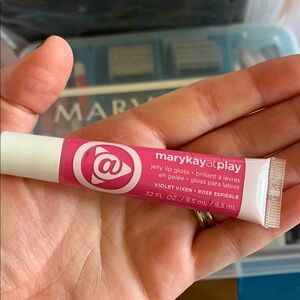 MARY
@
marykayatplay
jelly lip gloss • brillant à lèvres
en gelée • gloss para labios
VIOLET VIXEN • ROSE ESPIÈGLE
.32 FL. OZ. / 9.5 mL / 9,5 mL